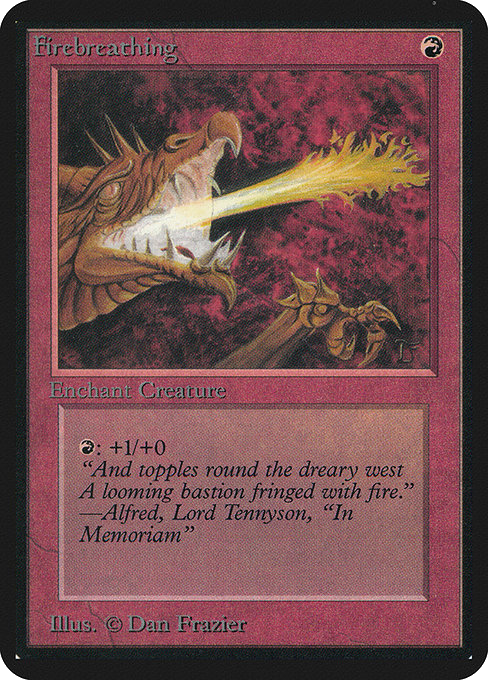 Firebreathing
Enchant Creature
: +1/+0
“And topples round the dreary west
A looming bastion fringed with fire.”
—Alfred, Lord Tennyson, “In
Memoriam”
Illus. © Dan Frazier